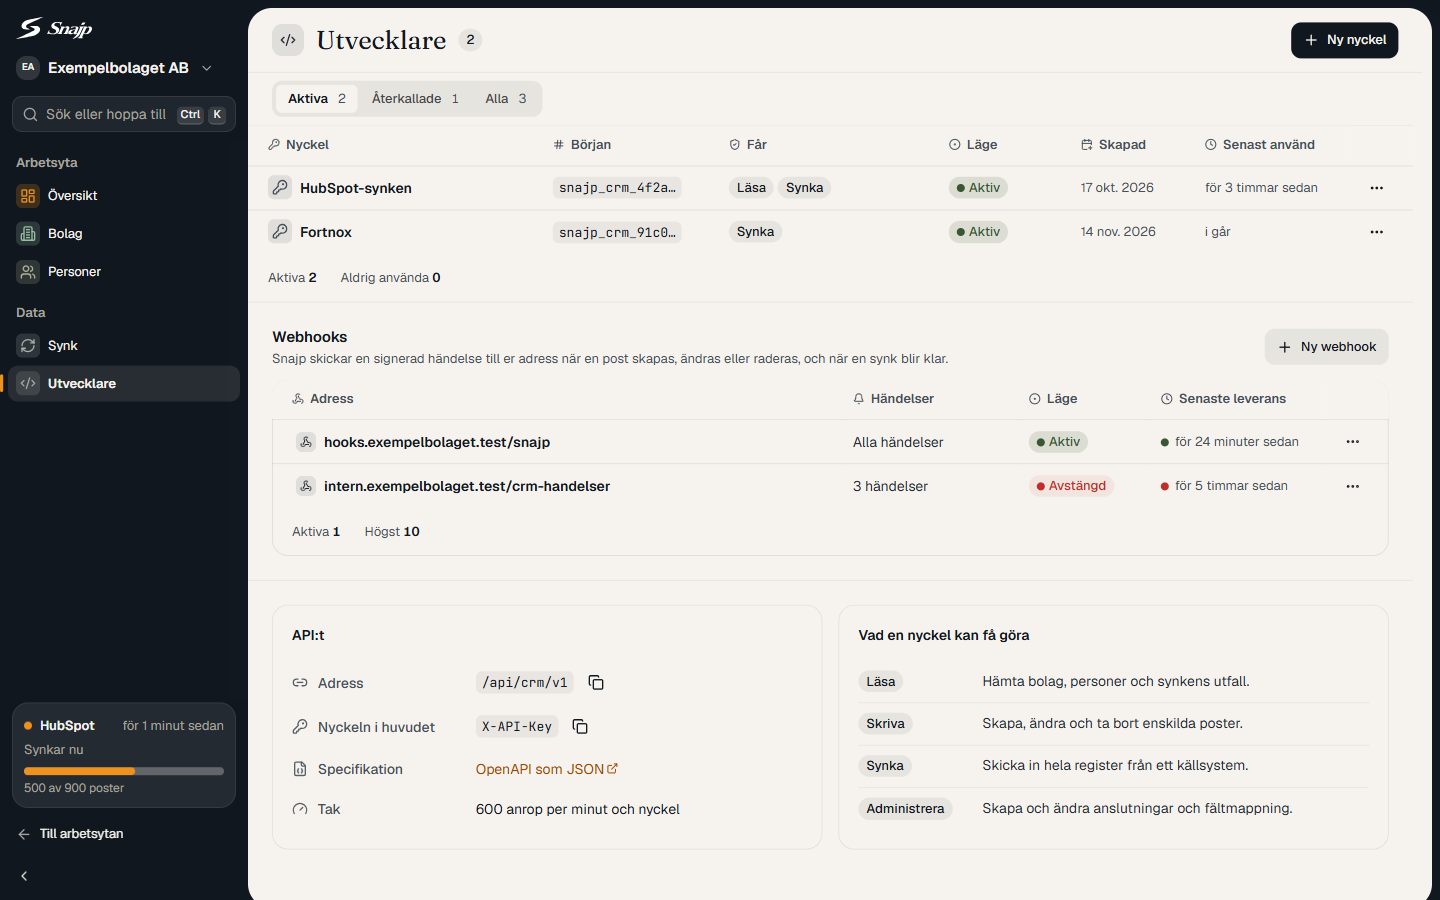 Snajp
EA Exempelbolaget AB
Sök eller hoppa till Ctrl K
Arbetsyta
Översikt
Bolag
Personer
Data
Synk
Utvecklare
HubSpot för 1 minut sedan
Synkar nu
500 av 900 poster
Till arbetsytan
Utvecklare 2
Ny nyckel
Aktiva 2 Återkallade 1 Alla 3
Nyckel Början Får Läge Skapad Senast använd
HubSpot-synken snajp_crm_4f2a… Läsa Synka Aktiv 17 okt. 2026 för 3 timmar sedan
Fortnox snajp_crm_91c0… Synka Aktiv 14 nov. 2026 i går
Aktiva 2 Aldrig använda 0
Webhooks
Snajp skickar en signerad händelse till er adress när en post skapas, ändras eller raderas, och när en synk blir klar.
Ny webhook
Adress Händelser Läge Senaste leverans
hooks.exempelbolaget.test/snajp Alla händelser Aktiv för 24 minuter sedan
intern.exempelbolaget.test/crm-handelser 3 händelser Avstängd för 5 timmar sedan
Aktiva 1 Högst 10
API:t
Adress /api/crm/v1
Nyckeln i huvudet X-API-Key
Specifikation OpenAPI som JSON
Tak 600 anrop per minut och nyckel
Vad en nyckel kan få göra
Läsa Hämta bolag, personer och synkens utfall.
Skriva Skapa, ändra och ta bort enskilda poster.
Synka Skicka in hela register från ett källsystem.
Administrera Skapa och ändra anslutningar och fältmappning.